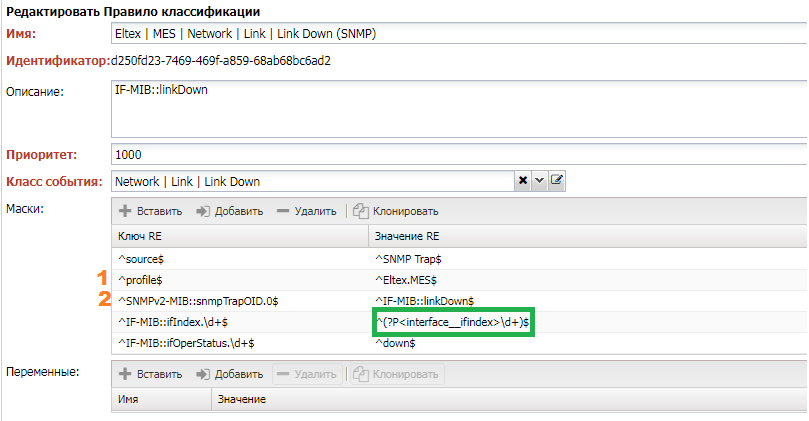 Редактировать Правило классификации
Имя: Eltex | MES | Network | Link | Link Down (SNMP)
Идентификатор: d250fd23-7469-469f-a859-68ab68bc6ad2
Описание: IF-MIB::linkDown
Приоритет: 1000
Класс события: Network | Link | Link Down
Маски: Вставить Добавить Удалить Клонировать
Ключ RE Значение RE
^source$ ^SNMP Trap$
1 ^profile$ ^Eltex.MES$
2 ^SNMPv2-MIB::snmpTrapOID.0$ ^IF-MIB::linkDown$
^IF-MIB::ifIndex.\d+$ ^(?P<interface__ifindex>\d+)$
^IF-MIB::ifOperStatus.\d+$ ^down$
Переменные: Вставить Добавить Удалить Клонировать
Имя Значение